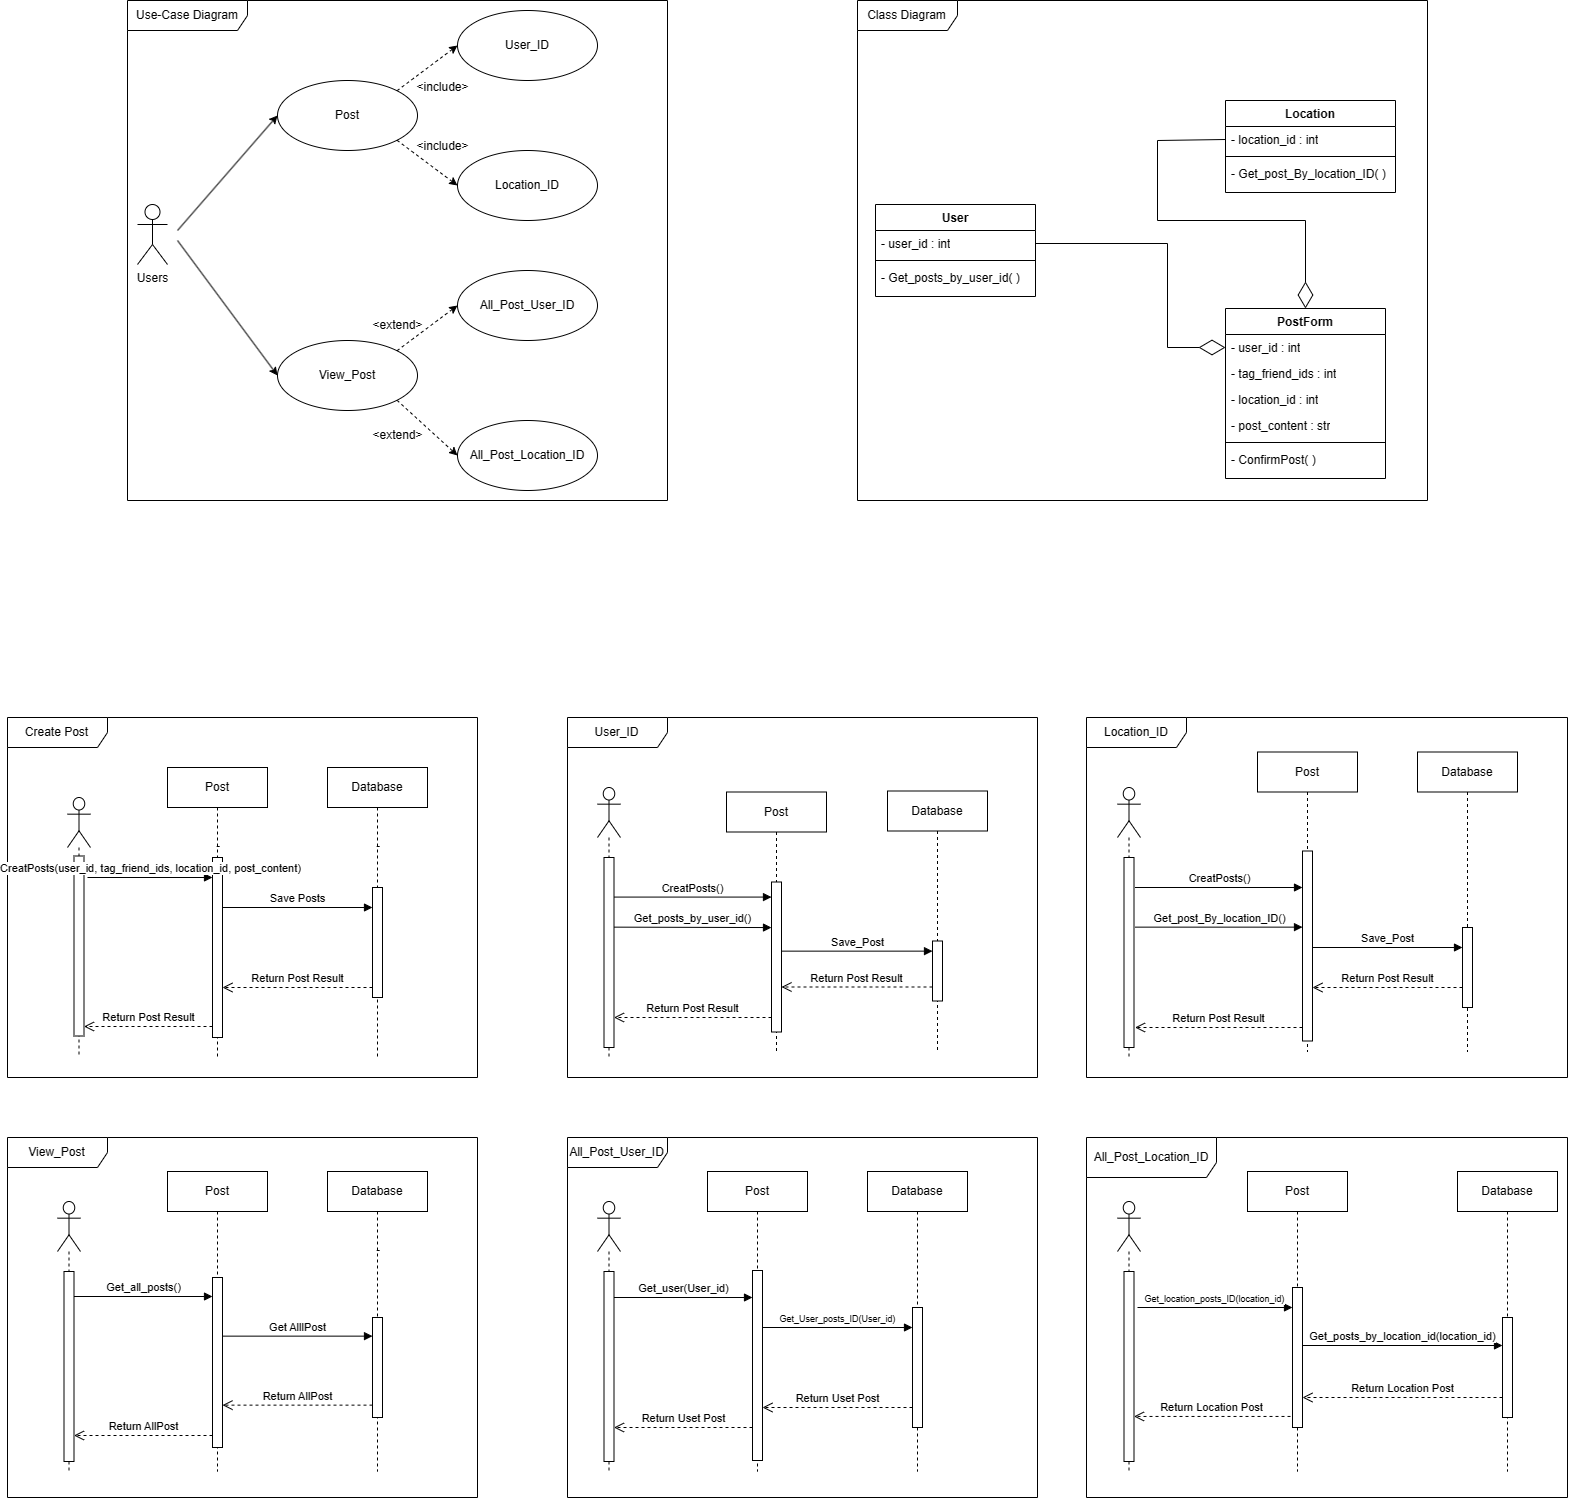 Use-Case Diagram
User_ID
<include>
Post
<include>
Location_ID
Users
All_Post_User_ID
<extend>
View_Post
<extend>
All_Post_Location_ID
Class Diagram
Location
- location_id : int
- Get_post_By_location_ID( )
User
- user_id : int
- Get_posts_by_user_id( )
PostForm
- user_id : int
- tag_friend_ids : int
- location_id : int
- post_content : str
- ConfirmPost( )
Create Post
Post
Database
CreatPosts(user_id, tag_friend_ids, location_id, post_content)
Save Posts
Return Post Result
Return Post Result
User_ID
Post
Database
CreatPosts()
Get_posts_by_user_id()
Save_Post
Return Post Result
Return Post Result
Location_ID
Post
Database
CreatPosts()
Get_post_By_location_ID()
Save_Post
Return Post Result
Return Post Result
View_Post
Post
Database
Get_all_posts()
Get AlllPost
Return AllPost
Return AllPost
All_Post_User_ID
Post
Database
Get_user(User_id)
Get_User_posts_ID(User_id)
Return Uset Post
Return Uset Post
All_Post_Location_ID
Post
Database
Get_location_posts_ID(location_id)
Get_posts_by_location_id(location_id)
Return Location Post
Return Location Post